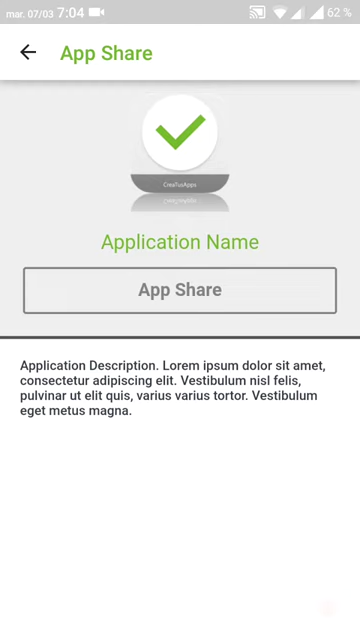 mar. 07/03 7:04 62 %
App Share
CreaTusApps
Application Name
App Share
Application Description. Lorem ipsum dolor sit amet,
consectetur adipiscing elit. Vestibulum nisl felis,
pulvinar ut elit quis, varius varius tortor. Vestibulum
eget metus magna.